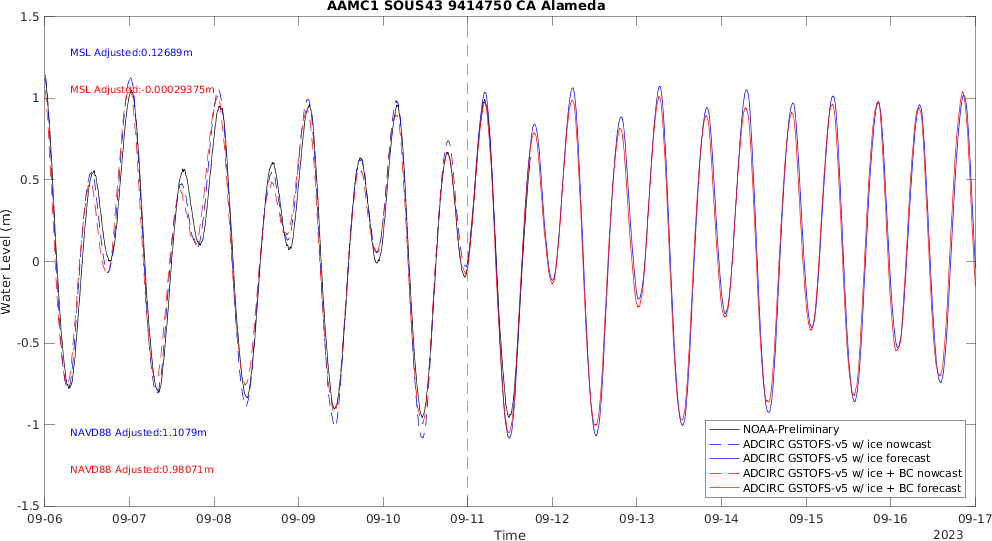 AAMC1 SOUS43 9414750 CA Alameda
1.5
1
0.5
0
-0.5
-1
-1.5
Water Level (m)
MSL Adjusted:0.12689m
MSL Adjusted:-0.00029375m
NAVD88 Adjusted:1.1079m
NAVD88 Adjusted:0.98071m
NOAA-Preliminary
ADCIRC GSTOFS-v5 w/ ice nowcast
ADCIRC GSTOFS-v5 w/ ice forecast
ADCIRC GSTOFS-v5 w/ ice + BC nowcast
ADCIRC GSTOFS-v5 w/ ice + BC forecast
09-06 09-07 09-08 09-09 09-10 09-11 09-12 09-13 09-14 09-15 09-16 09-17
Time
2023